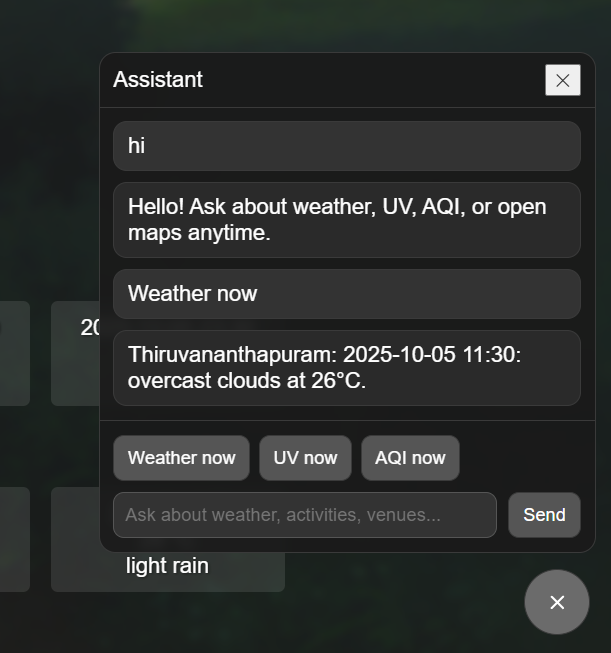 Assistant
hi
Hello! Ask about weather, UV, AQI, or open
maps anytime.
Weather now
20
Thiruvananthapuram: 2025-10-05 11:30:
overcast clouds at 26°C.
Weather now
UV now
AQI now
Ask about weather, activities, venues...
Send
light rain